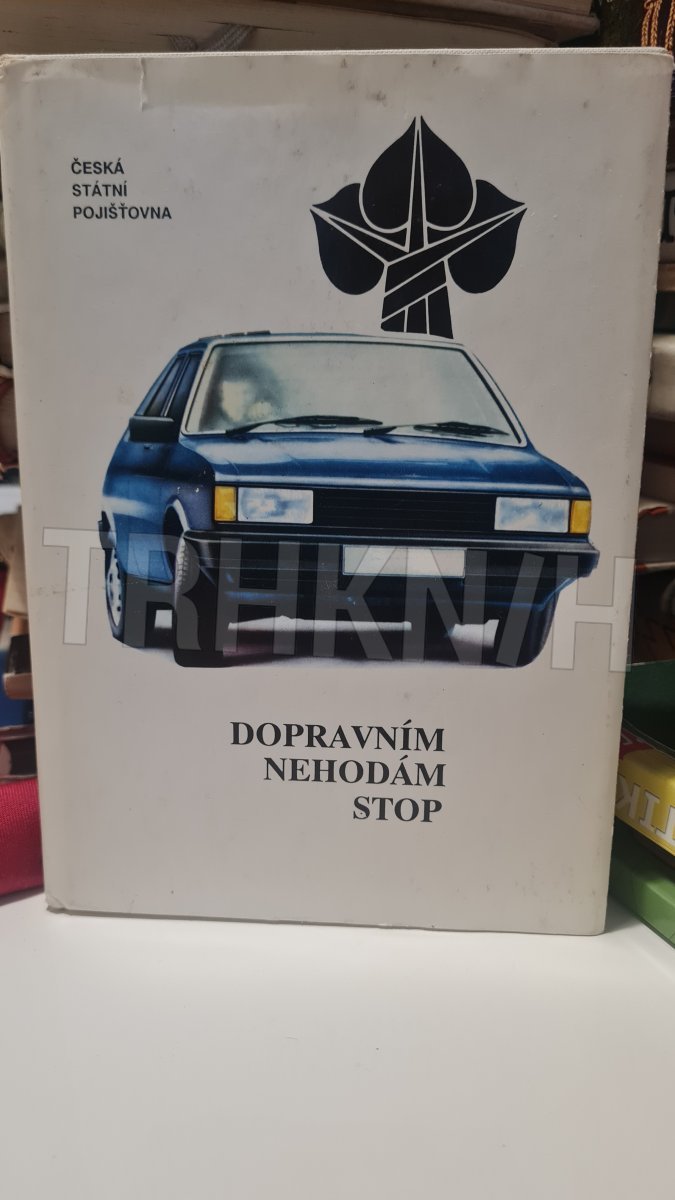 ČESKÁ
STÁTNÍ
POJIŠŤOVNA
TRHKNIH
DOPRAVNÍM
NEHODÁM
STOP